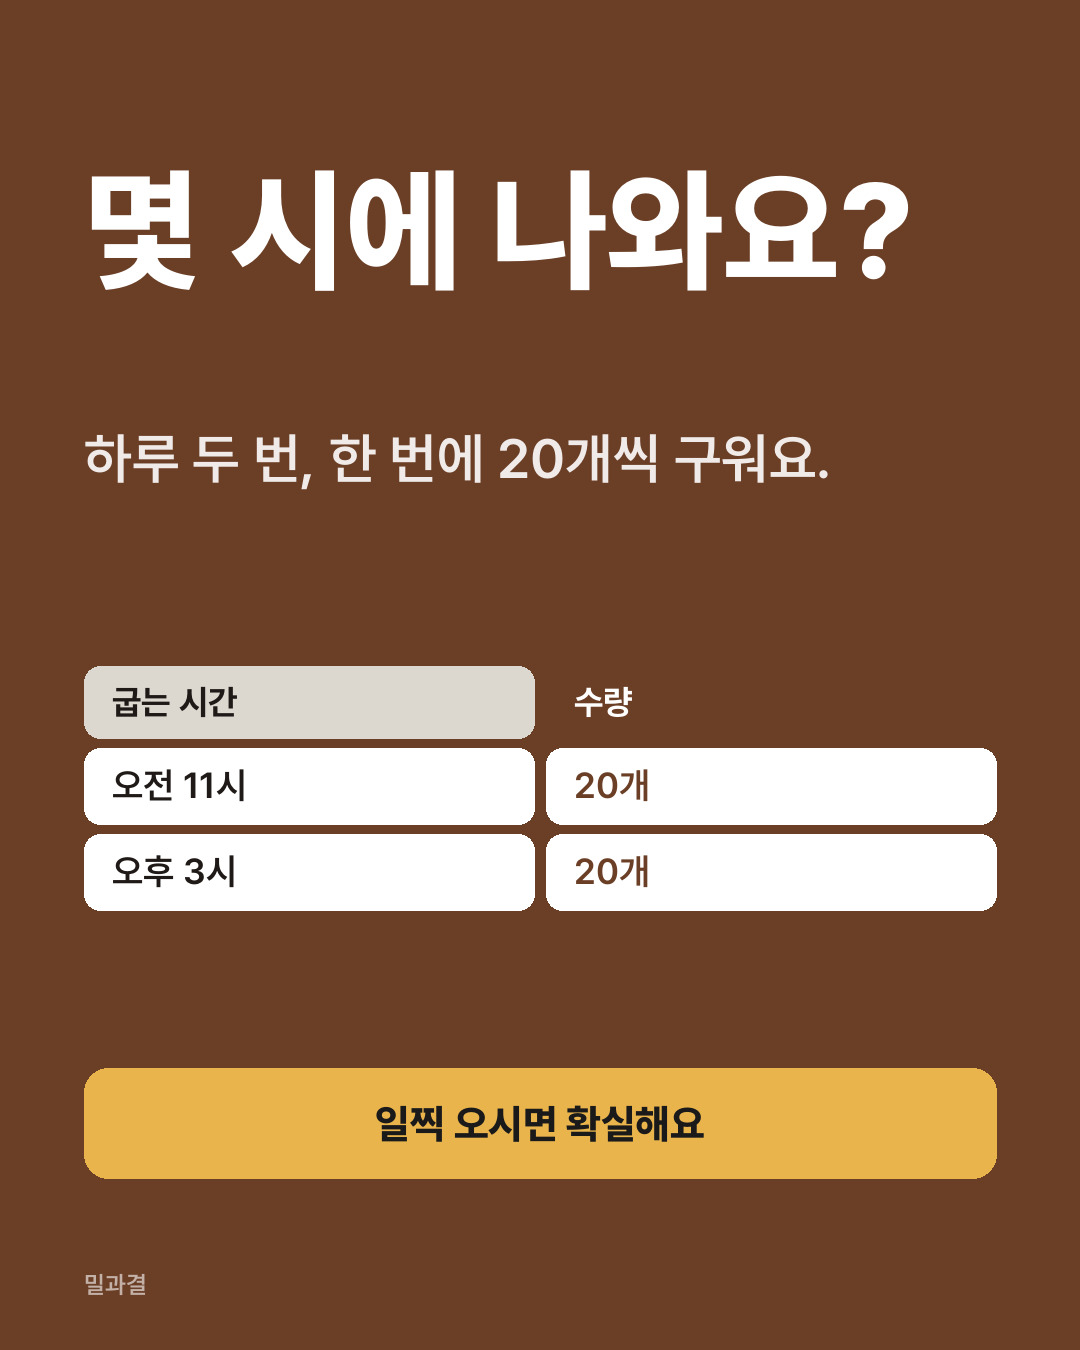 몇 시에 나와요?
하루 두 번, 한 번에 20개씩 구워요.
굽는 시간 수량
오전 11시 20개
오후 3시 20개
일찍 오시면 확실해요
밀과결